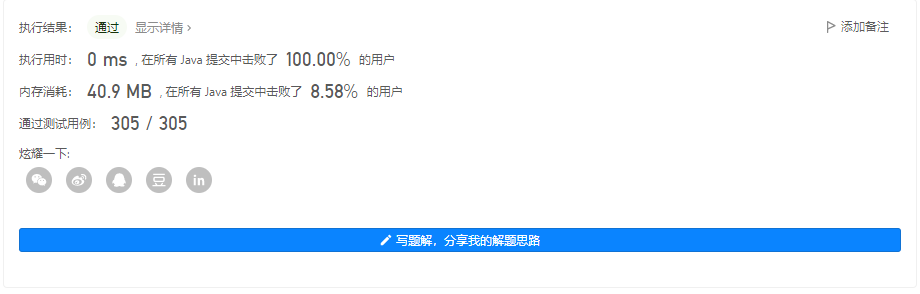 执行结果： 通过 显示详情 › 添加备注
执行用时： 0 ms , 在所有 Java 提交中击败了 100.00% 的用户
内存消耗： 40.9 MB , 在所有 Java 提交中击败了 8.58% 的用户
通过测试用例： 305 / 305
炫耀一下:
豆 in
写题解，分享我的解题思路